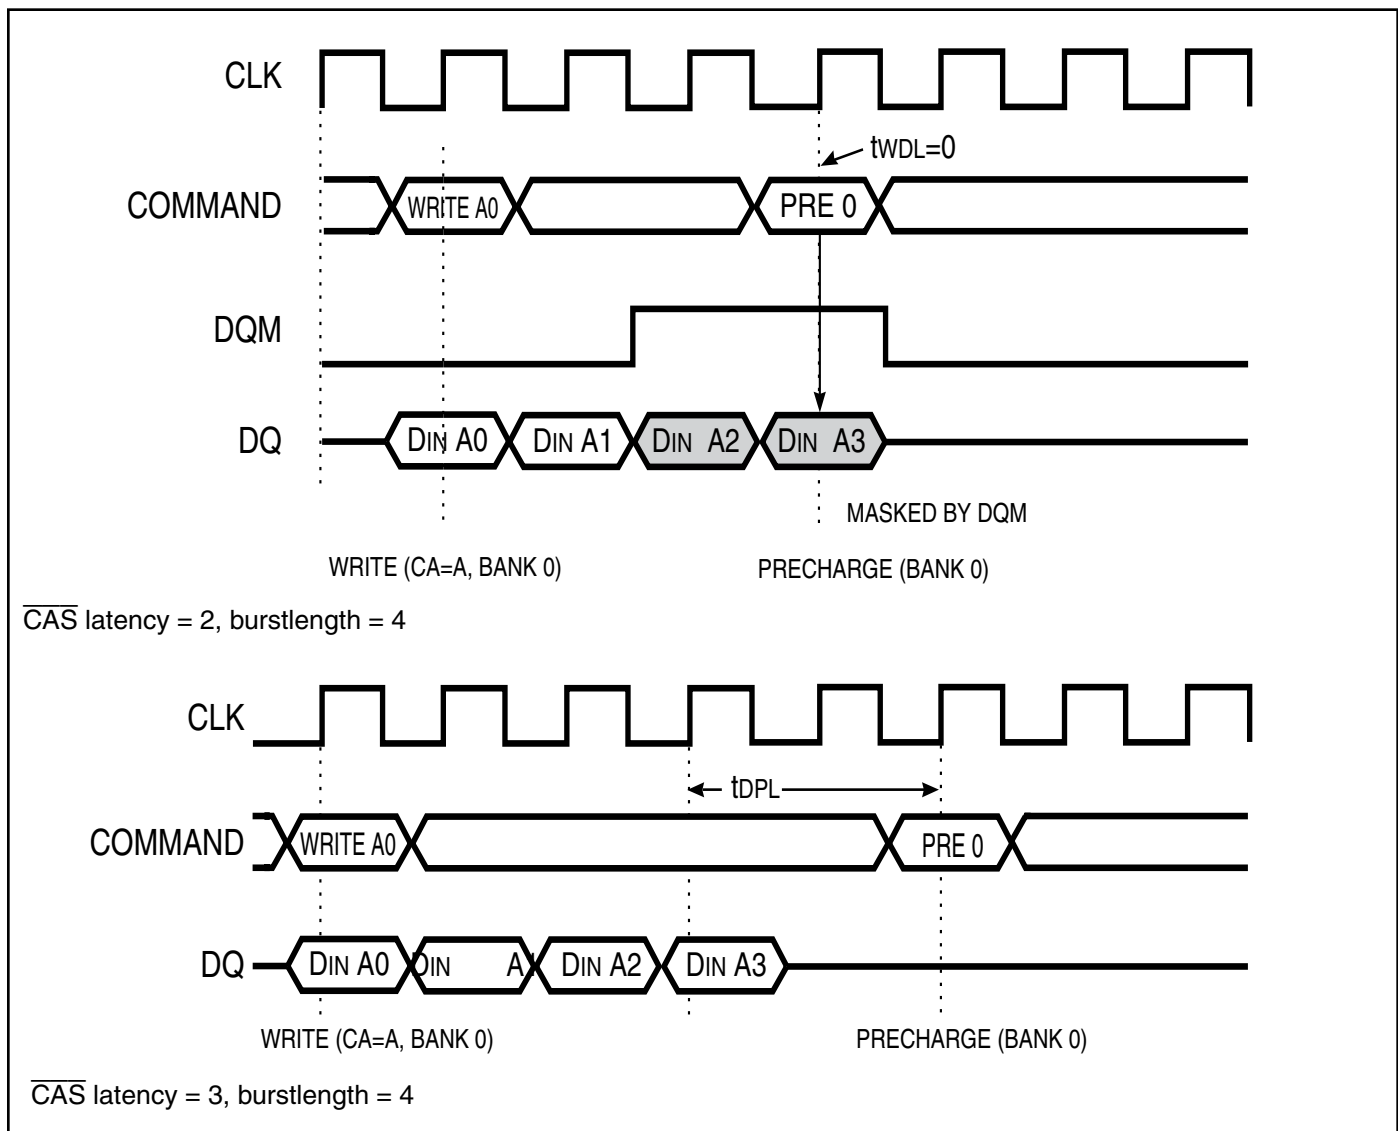 CLK
tWDL=0
COMMAND WRITE A0 PRE 0
DQM
DQ DIN A0 DIN A1 DIN A2 DIN A3
MASKED BY DQM
WRITE (CA=A, BANK 0) PRECHARGE (BANK 0)
CAS latency = 2, burstlength = 4
CLK
tDPL
COMMAND WRITE A0 PRE 0
DQ DIN A0 DIN A DIN A2 DIN A3
WRITE (CA=A, BANK 0) PRECHARGE (BANK 0)
CAS latency = 3, burstlength = 4